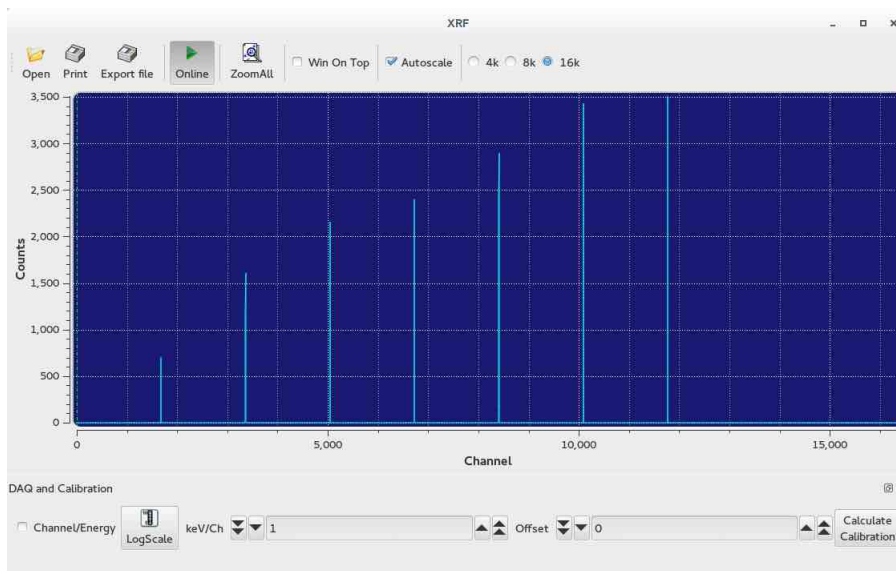 XRF
Open Print Export file Online ZoomAll Win On Top Autoscale 4k 8k 16k
3,500
3,000
2,500
2,000
1,500
1,000
500
0
Counts
0 5,000 10,000 15,000
Channel
DAQ and Calibration
Channel/Energy LogScale keV/Ch 1 Offset 0 Calculate
Calibration